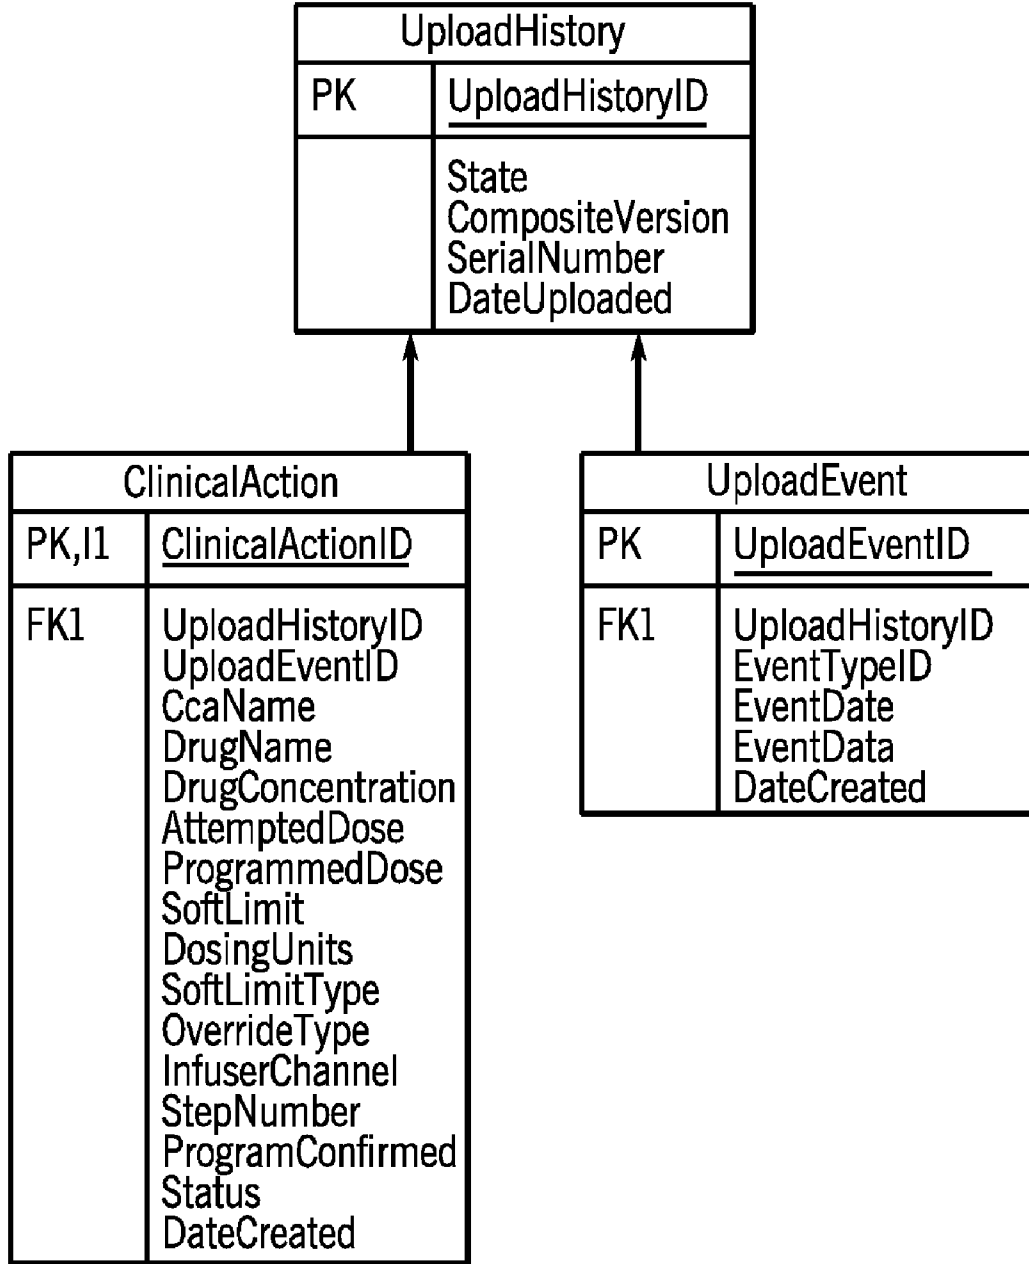 UploadHistory
PK UploadHistoryID
State
CompositeVersion
SerialNumber
DateUploaded
ClinicalAction
PK,I1 ClinicalActionID
FK1 UploadHistoryID
UploadEventID
CcaName
DrugName
DrugConcentration
AttemptedDose
ProgrammedDose
SoftLimit
DosingUnits
SoftLimitType
OverrideType
InfuserChannel
StepNumber
ProgramConfirmed
Status
DateCreated
UploadEvent
PK UploadEventID
FK1 UploadHistoryID
EventTypeID
EventDate
EventData
DateCreated